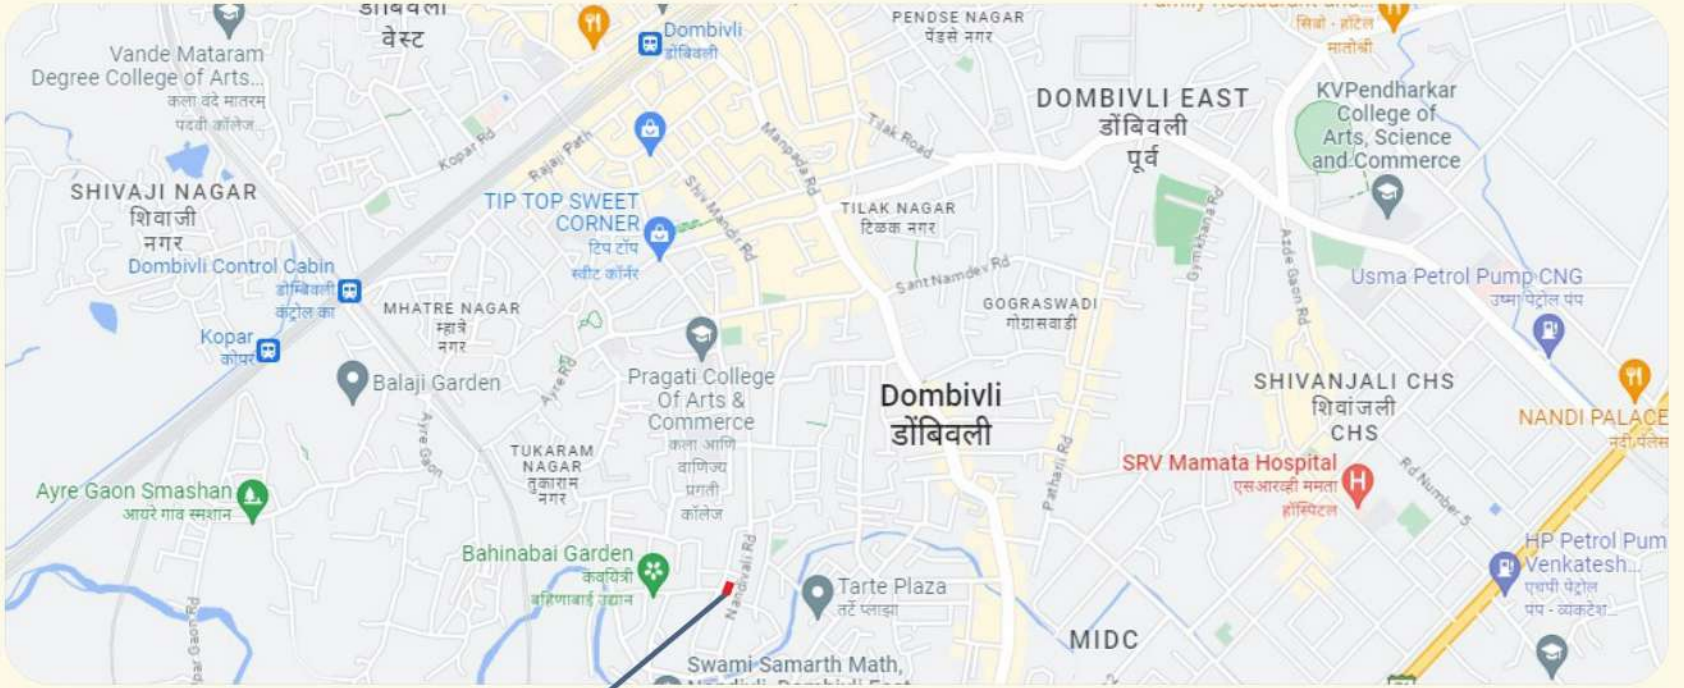 डोंबिवली
वेस्ट
Vande Mataram
Degree College of Arts...
कला वंदे मातरम्
पदवी कॉलेज...
Dombivli
डोंबिवली
PENDSE NAGAR
पेंडसे नगर
सिबो - हॉटेल
मातोश्री
KVPendharkar
College of
Arts, Science
and Commerce
DOMBIVLI EAST
डोंबिवली
पूर्व
Kopar Rd
Rajaji Path
Manpada Rd
Tilak Road
SHIVAJI NAGAR
शिवाजी
नगर
TIP TOP SWEET
CORNER
टिप टॉप
स्वीट कॉर्नर
Shiv Mandir Rd
TILAK NAGAR
टिळक नगर
Gymkhana Rd
Azde Gaon Rd
Dombivli Control Cabin
डोम्बिवली
कंट्रोल का
Sant Namdev Rd
Usma Petrol Pump CNG
उष्मा पेट्रोल पंप
MHATRE NAGAR
म्हात्रे
नगर
GOGRASWADI
गोग्रासवाडी
Kopar
कोपर
Balaji Garden
Ayre Rd
Pragati College
Of Arts &
Commerce
कला आणि
वाणिज्य
प्रगती
कॉलेज
Dombivli
डोंबिवली
SHIVANJALI CHS
शिवांजली
CHS
NANDI PALACE
नंदी पॅलेस
Ayre Gaon
TUKARAM
NAGAR
तुकाराम
नगर
Patharli Rd
SRV Mamata Hospital
एसआरव्ही ममता
हॉस्पिटल
Rd Number 5
Ayre Gaon Smashan
आयरे गाव स्मशान
Bahinabai Garden
कवयित्री
बहिणाबाई उद्यान
Nandivali Rd
Tarte Plaza
तर्टे प्लाझा
HP Petrol Pum
Venkatesh...
एचपी पेट्रोल
पंप - व्यंकटेश...
MIDC
Swami Samarth Math,